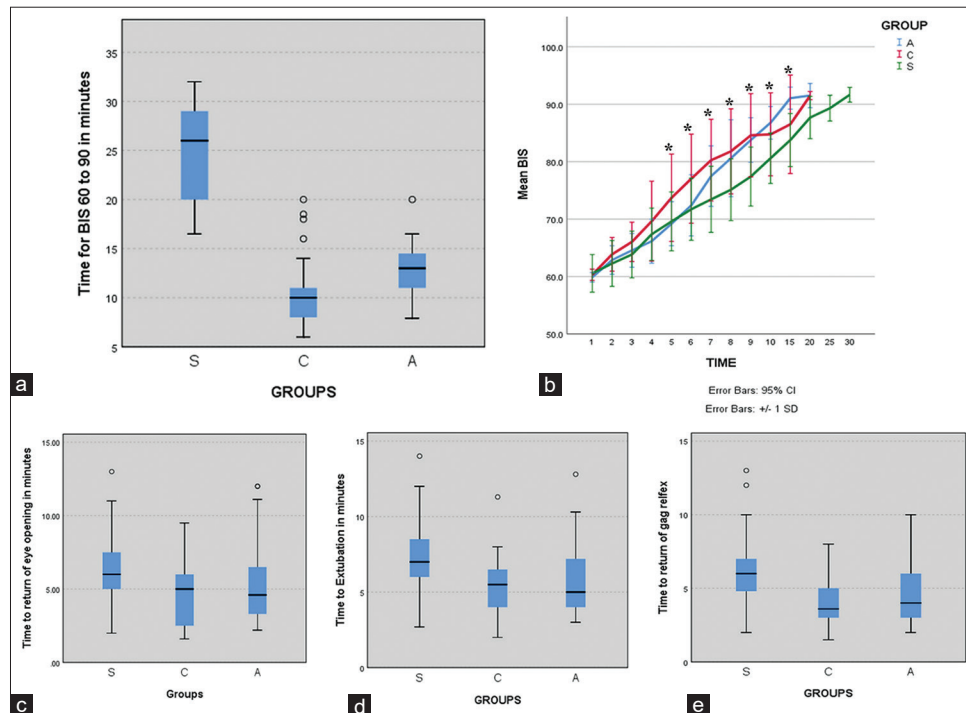 Time for BIS 60 to 90 in minutes
35
30
25
20
15
10
5
S
C
A
GROUPS
a
Mean BIS
100.0
90.0
80.0
70.0
60.0
50.0
* * * * * * *
1 2 3 4 5 6 7 8 9 10 15 20 25 30
TIME
GROUP
A
C
S
Error Bars: 95% CI
Error Bars: +/- 1 SD
b
Time to return of eye opening in minutes
15.00
10.00
5.00
.00
S
C
A
Groups
c
Time to Extubation in minutes
15
10
5
0
S
C
A
GROUPS
d
Time to return of gag relfex
15
10
5
0
S
C
A
GROUPS
e